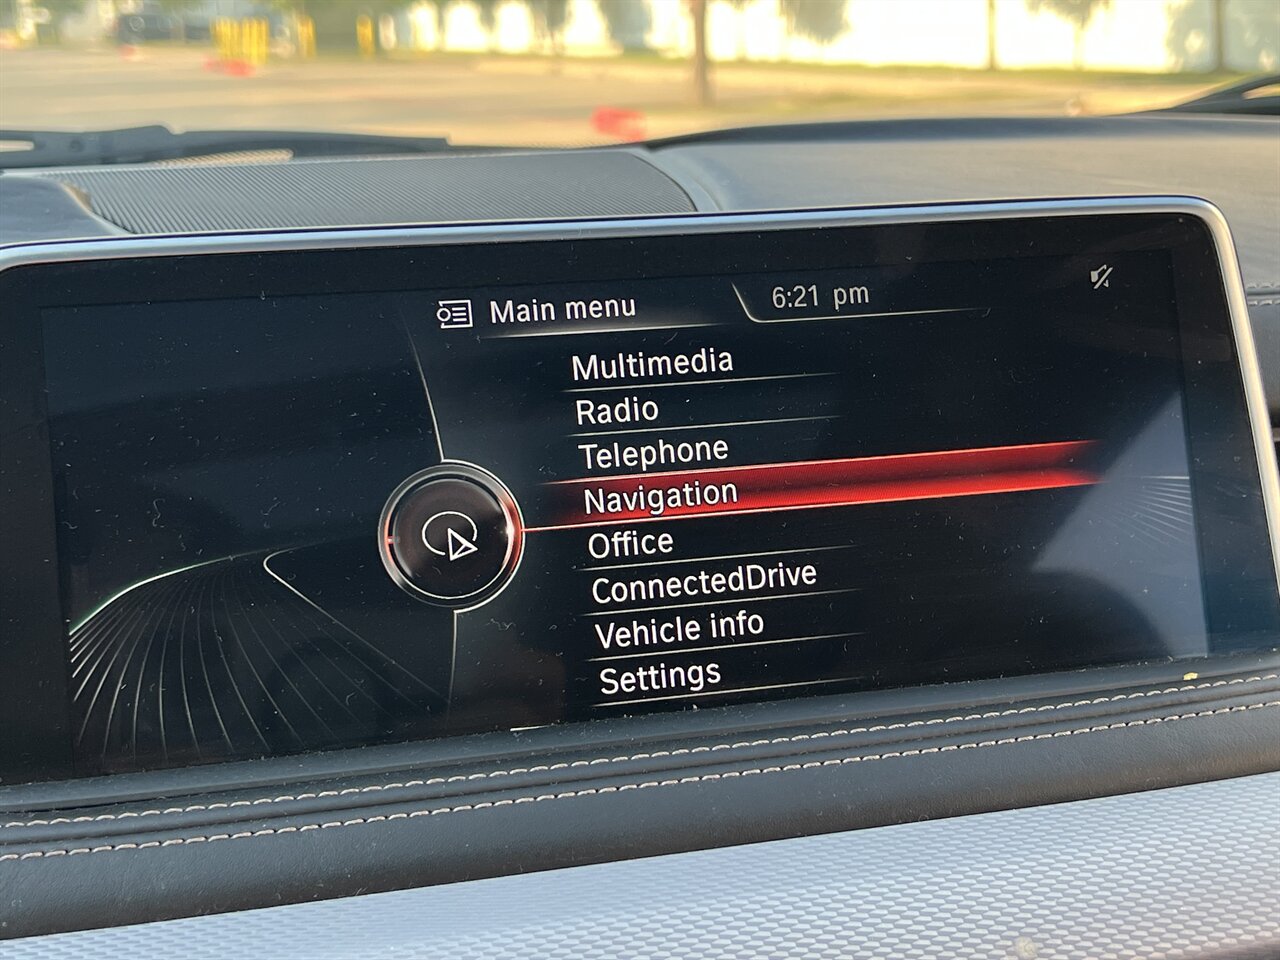 Main menu
6:21 pm
Multimedia
Radio
Telephone
Navigation
Office
ConnectedDrive
Vehicle info
Settings